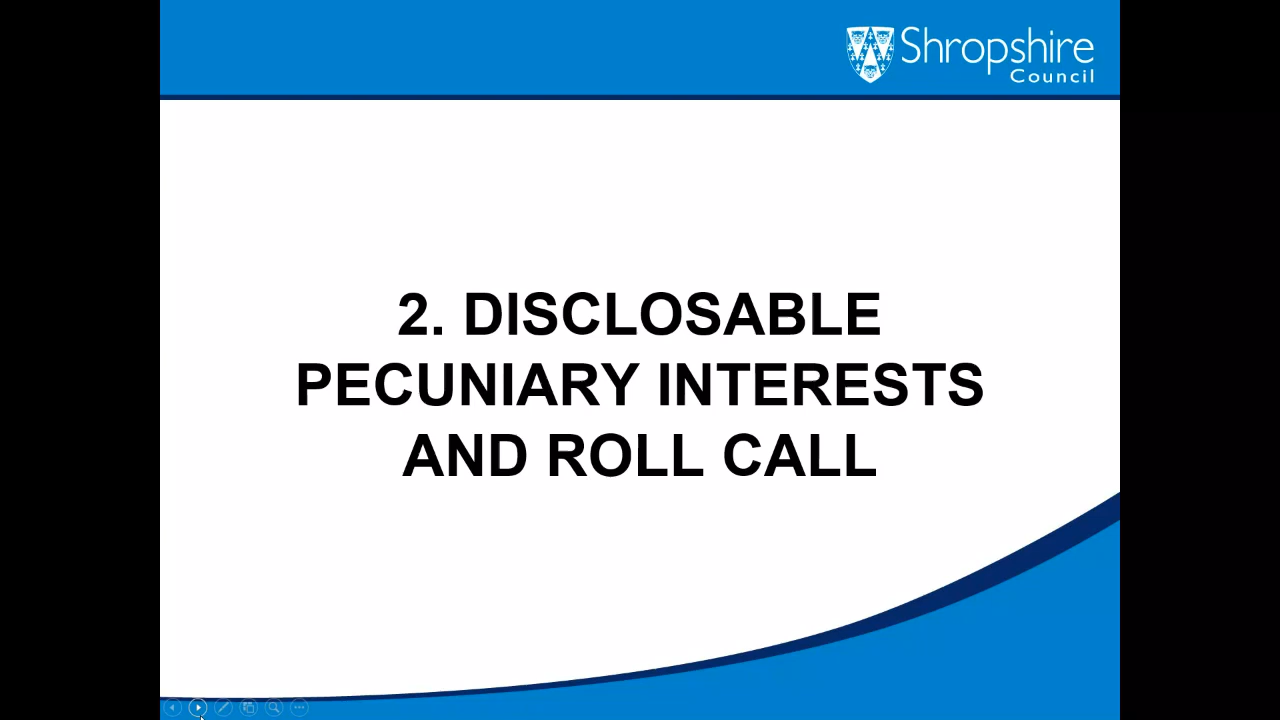 Shropshire
Council
2. DISCLOSABLE
PECUNIARY INTERESTS
AND ROLL CALL